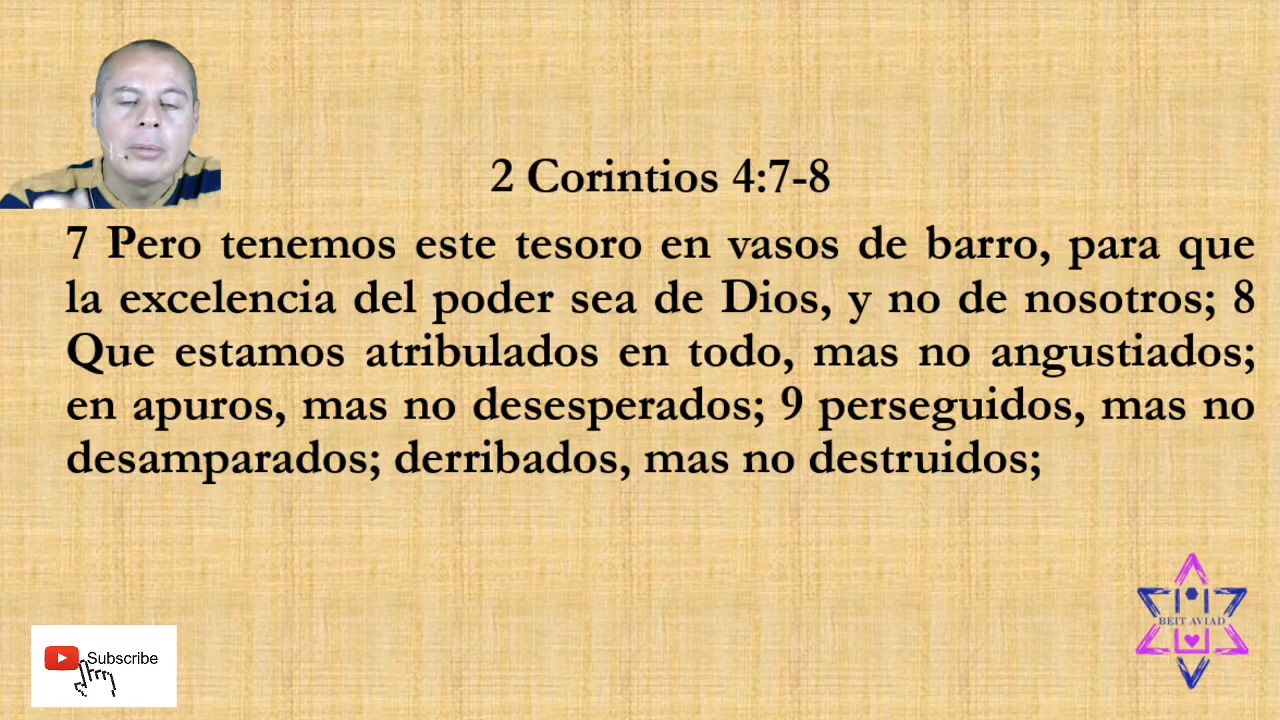 2 Corintios 4:7-8
7 Pero tenemos este tesoro en vasos de barro, para que
la excelencia del poder sea de Dios, y no de nosotros; 8
Que estamos atribulados en todo, mas no angustiados;
en apuros, mas no desesperados; 9 perseguidos, mas no
desamparados; derribados, mas no destruidos;
BEIT AVIAD
Subscribe